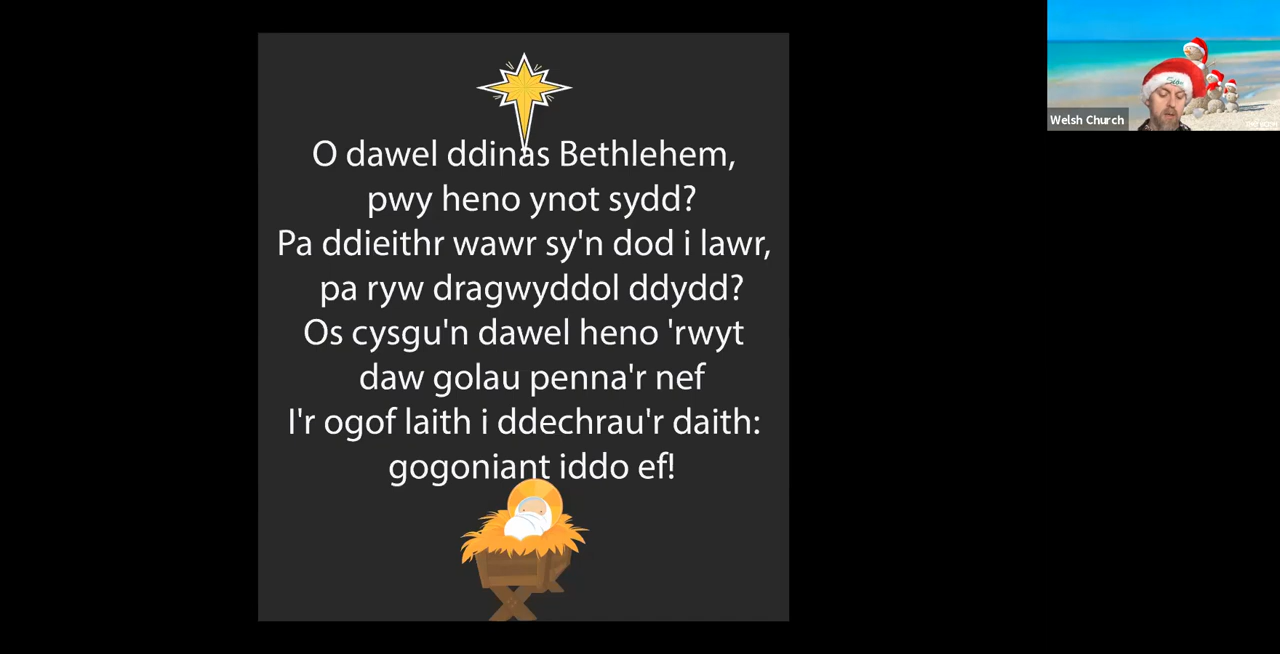 O dawel ddinas Bethlehem,
pwy heno ynot sydd?
Pa ddieithr wawr sy'n dod i lawr,
pa ryw dragwyddol ddydd?
Os cysgu'n dawel heno 'rwyt
daw golau penna'r nef
I'r ogof laith i ddechrau'r daith:
gogoniant iddo ef!
Welsh Church